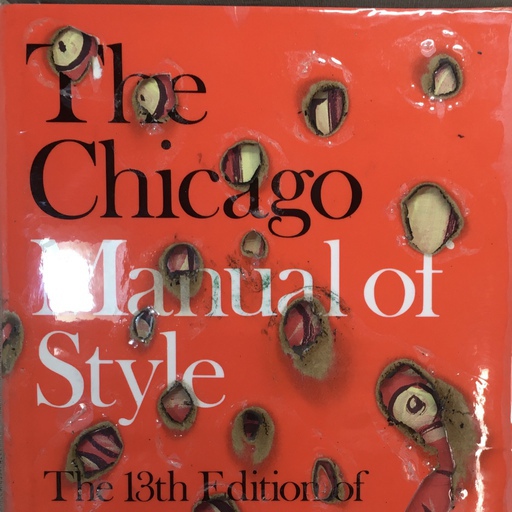 The
Chicago
Manual of
Style
The 13th Edition of